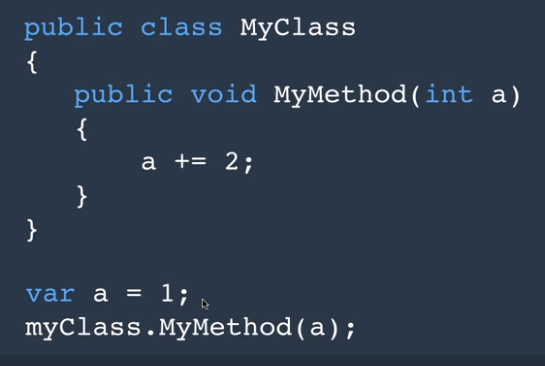 public class MyClass
{
public void MyMethod(int a)
{
a += 2;
}
}
var a = 1;
myClass.MyMethod(a);